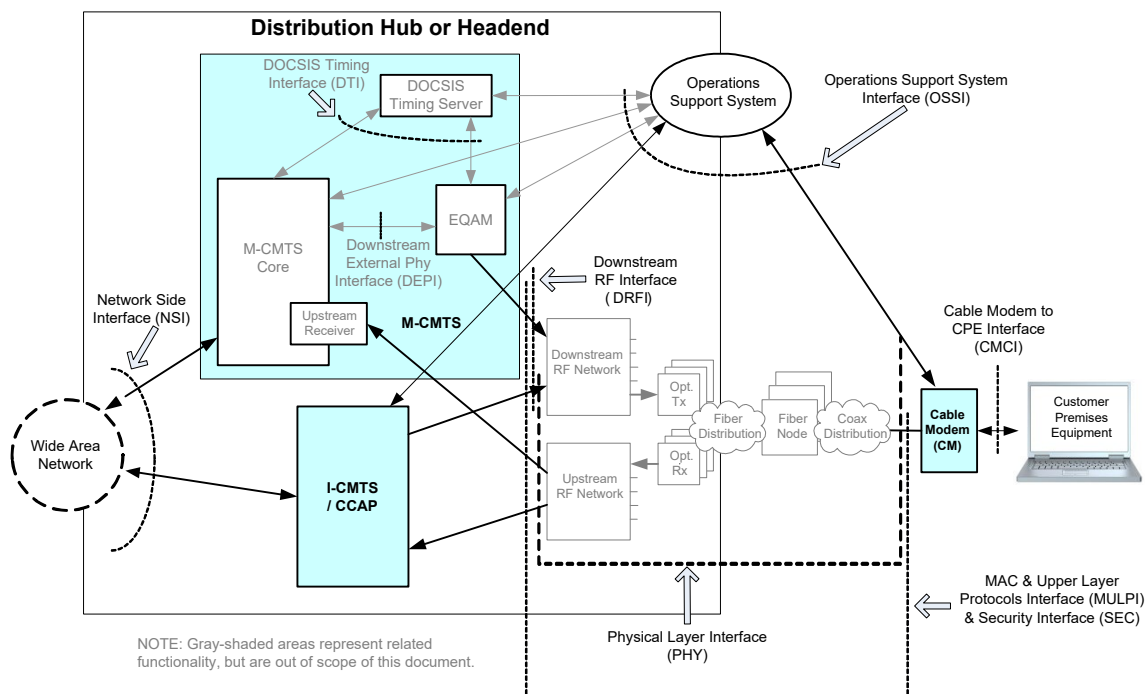 Distribution Hub or Headend
DOCSIS Timing
Interface (DTI)
DOCSIS
Timing Server
Operations
Support System
Operations Support System
Interface (OSSI)
M-CMTS
Core
EQAM
Downstream
External Phy
Interface (DEPI)
Upstream
Receiver
M-CMTS
Network Side
Interface (NSI)
Downstream
RF Interface
( DRFI)
Cable Modem to
CPE Interface
(CMCI)
Downstream
RF Network
Opt.
Tx
Fiber
Distribution
Fiber
Node
Coax
Distribution
Cable
Modem
(CM)
Customer
Premises
Equipment
Wide Area
Network
I-CMTS
/ CCAP
Upstream
RF Network
Opt.
Rx
MAC & Upper Layer
Protocols Interface (MULPI)
& Security Interface (SEC)
Physical Layer Interface
(PHY)
NOTE: Gray-shaded areas represent related
functionality, but are out of scope of this document.